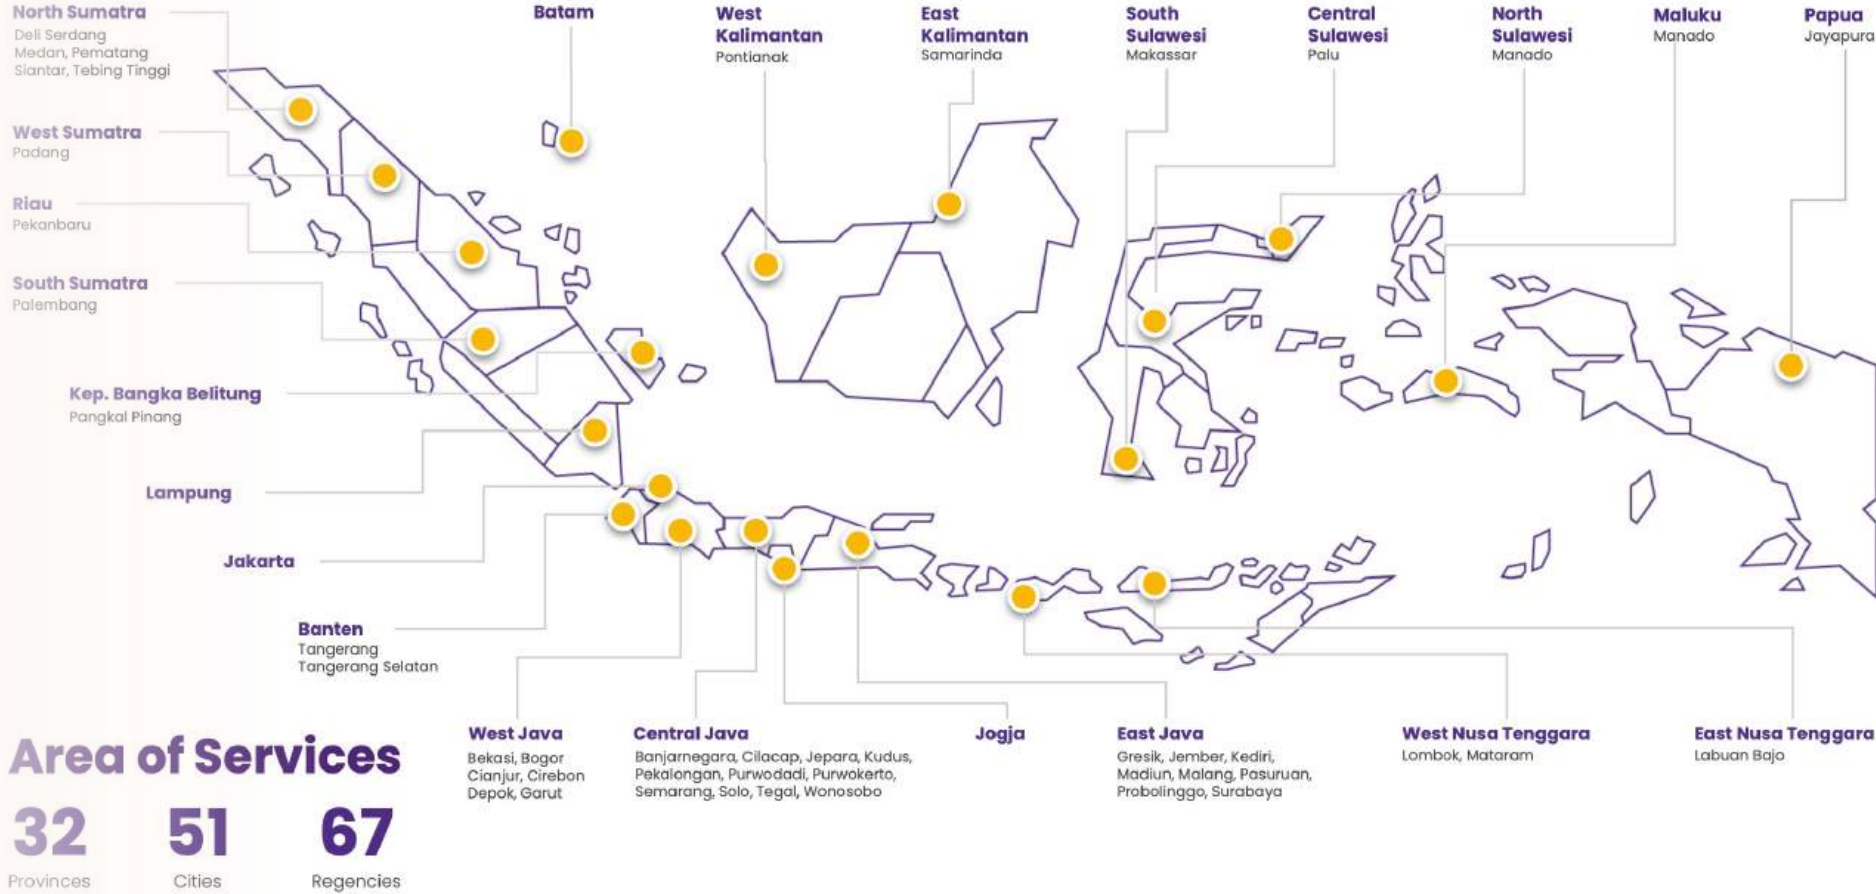 North Sumatra
Deli Serdang
Medan, Pematang
Siantar, Tebing Tinggi
West Sumatra
Padang
Riau
Pekanbaru
South Sumatra
Palembang
Kep. Bangka Belitung
Pangkal Pinang
Lampung
Jakarta
Banten
Tangerang
Tangerang Selatan
Batam
West
Kalimantan
Pontianak
East
Kalimantan
Samarinda
South
Sulawesi
Makassar
Central
Sulawesi
Palu
North
Sulawesi
Manado
Maluku
Manado
Papua
Jayapura
West Java
Bekasi, Bogor
Cianjur, Cirebon
Depok, Garut
Central Java
Banjarnegara, Cilacap, Jepara, Kudus,
Pekalongan, Purwodadi, Purwokerto,
Semarang, Solo, Tegal, Wonosobo
Jogja
East Java
Gresik, Jember, Kediri,
Madiun, Malang, Pasuruan,
Probolinggo, Surabaya
West Nusa Tenggara
Lombok, Mataram
East Nusa Tenggara
Labuan Bajo
Area of Services
32
Provinces
51
Cities
67
Regencies